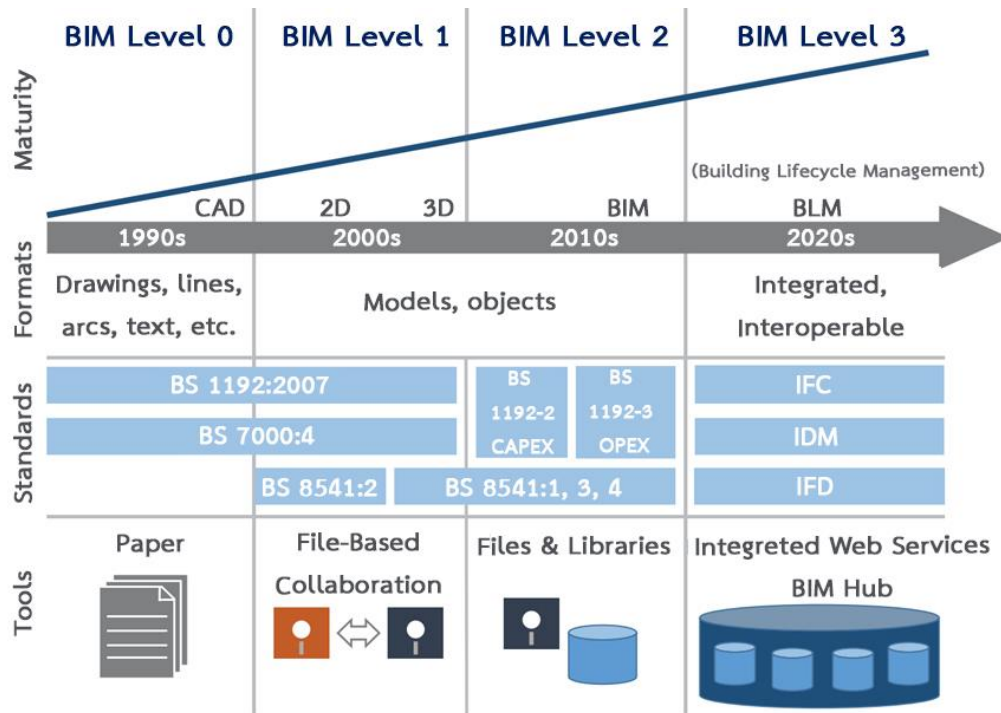 BIM Level 0
BIM Level 1
BIM Level 2
BIM Level 3
Maturity
(Building Lifecycle Management)
CAD
2D
3D
BIM
BLM
1990s
2000s
2010s
2020s
Formats
Drawings, lines,
arcs, text, etc.
Models, objects
Integrated,
Interoperable
Standards
BS 1192:2007
BS 7000:4
BS 8541:2
BS
1192-2
CAPEX
BS
1192-3
OPEX
BS 8541:1, 3, 4
IFC
IDM
IFD
Tools
Paper
File-Based
Collaboration
Files & Libraries
Integreted Web Services
BIM Hub